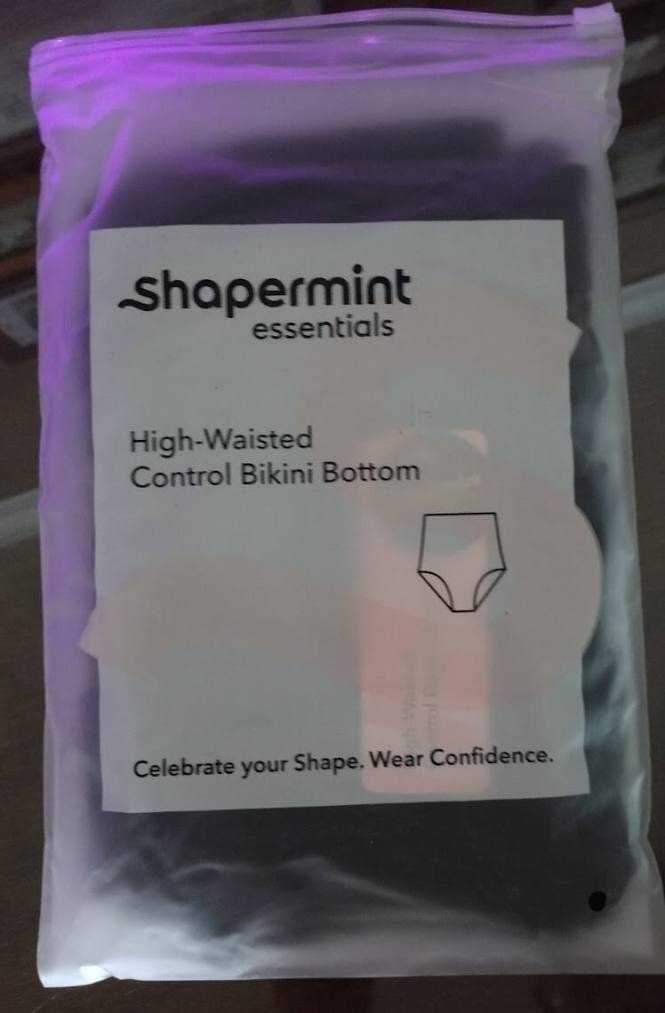 shapermint
essentials
High-Waisted
Control Bikini Bottom
Celebrate your Shape. Wear Confidence.